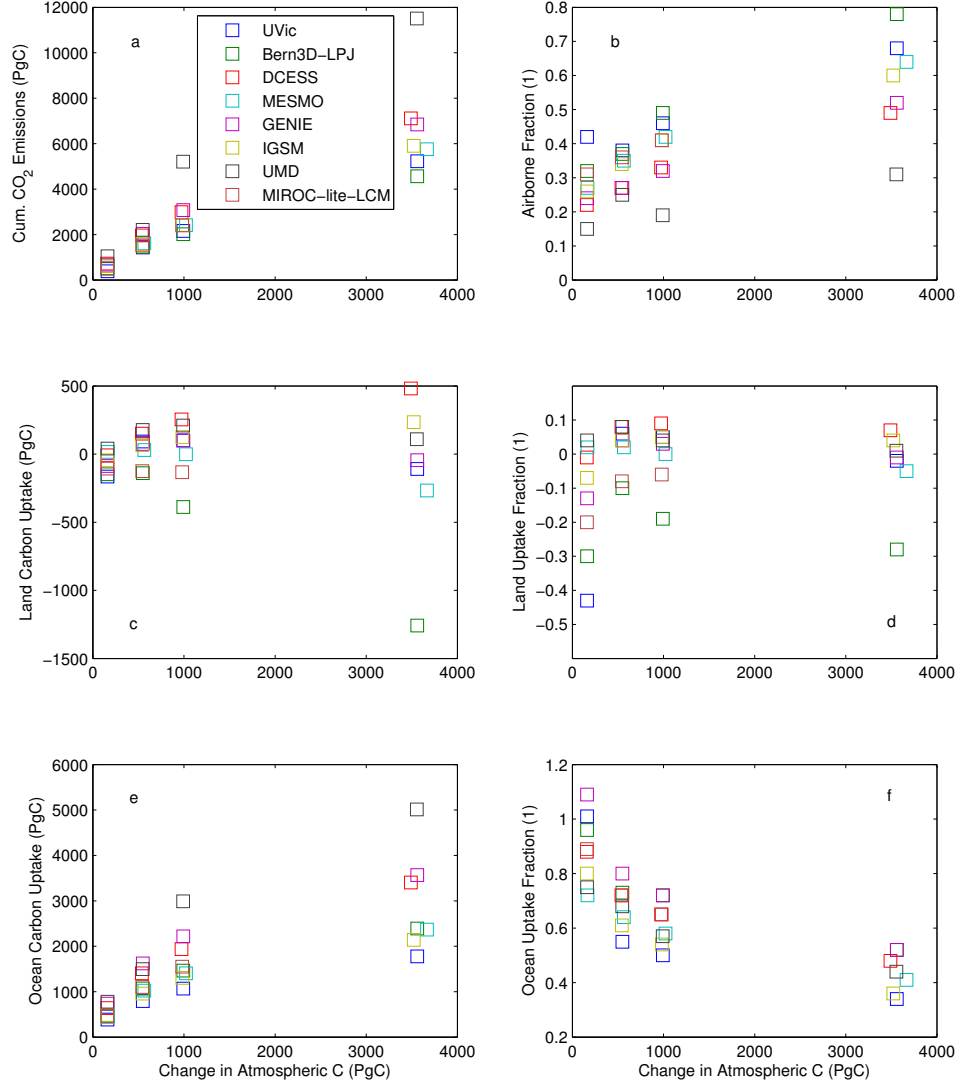 12000
10000
8000
6000
4000
2000
0
Cum. CO2 Emissions (PgC)
a
UVic
Bern3D−LPJ
DCESS
MESMO
GENIE
IGSM
UMD
MIROC−lite−LCM
0 1000 2000 3000 4000
0.8
0.7
0.6
0.5
0.4
0.3
0.2
0.1
0
Airborne Fraction (1)
b
0 1000 2000 3000 4000
500
0
−500
−1000
−1500
Land Carbon Uptake (PgC)
c
0 1000 2000 3000 4000
0.1
0
−0.1
−0.2
−0.3
−0.4
−0.5
Land Uptake Fraction (1)
d
0 1000 2000 3000 4000
6000
5000
4000
3000
2000
1000
0
Ocean Carbon Uptake (PgC)
e
0 1000 2000 3000 4000
Change in Atmospheric C (PgC)
1.2
1
0.8
0.6
0.4
0.2
Ocean Uptake Fraction (1)
f
0 1000 2000 3000 4000
Change in Atmospheric C (PgC)